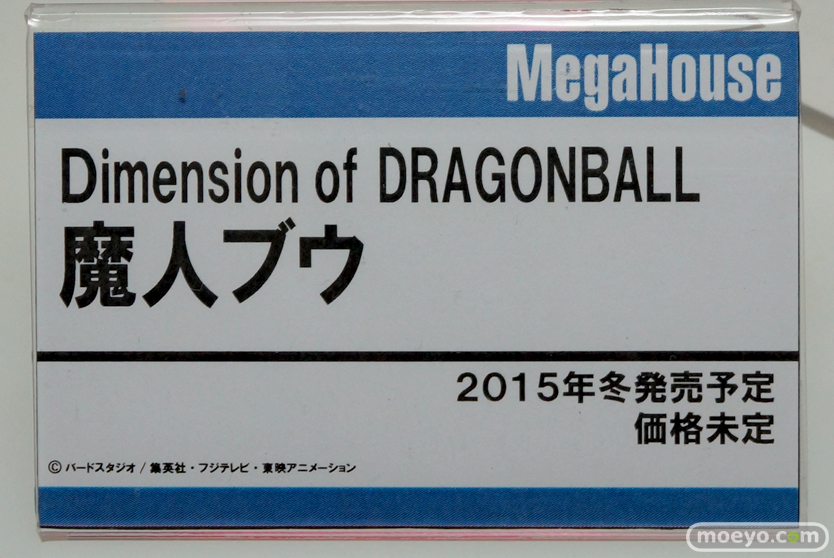 MegaHouse
Dimension of DRAGONBALL
魔人ブウ
2015年冬発売予定
価格未定
©バードスタジオ/集英社・フジテレビ・東映アニメーション
moeyo.com